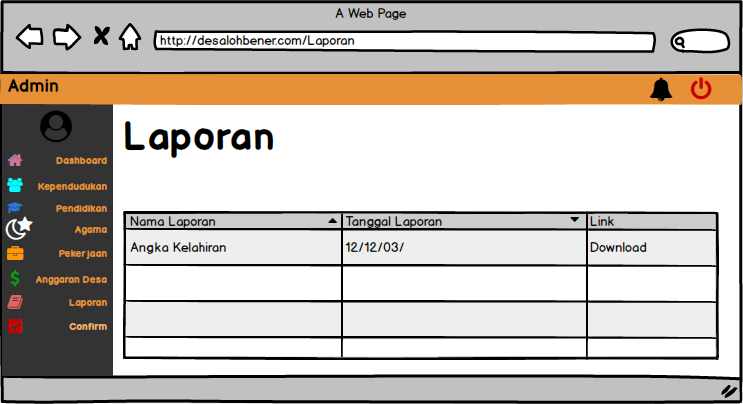 A Web Page
http://desalohbener.com/Laporan
Admin
Laporan
Dashboard
Kependudukan
Pendidikan
Agama
Pekerjaan
Anggaran Desa
Laporan
Confirm
Nama Laporan Tanggal Laporan Link
Angka Kelahiran 12/12/03/ Download